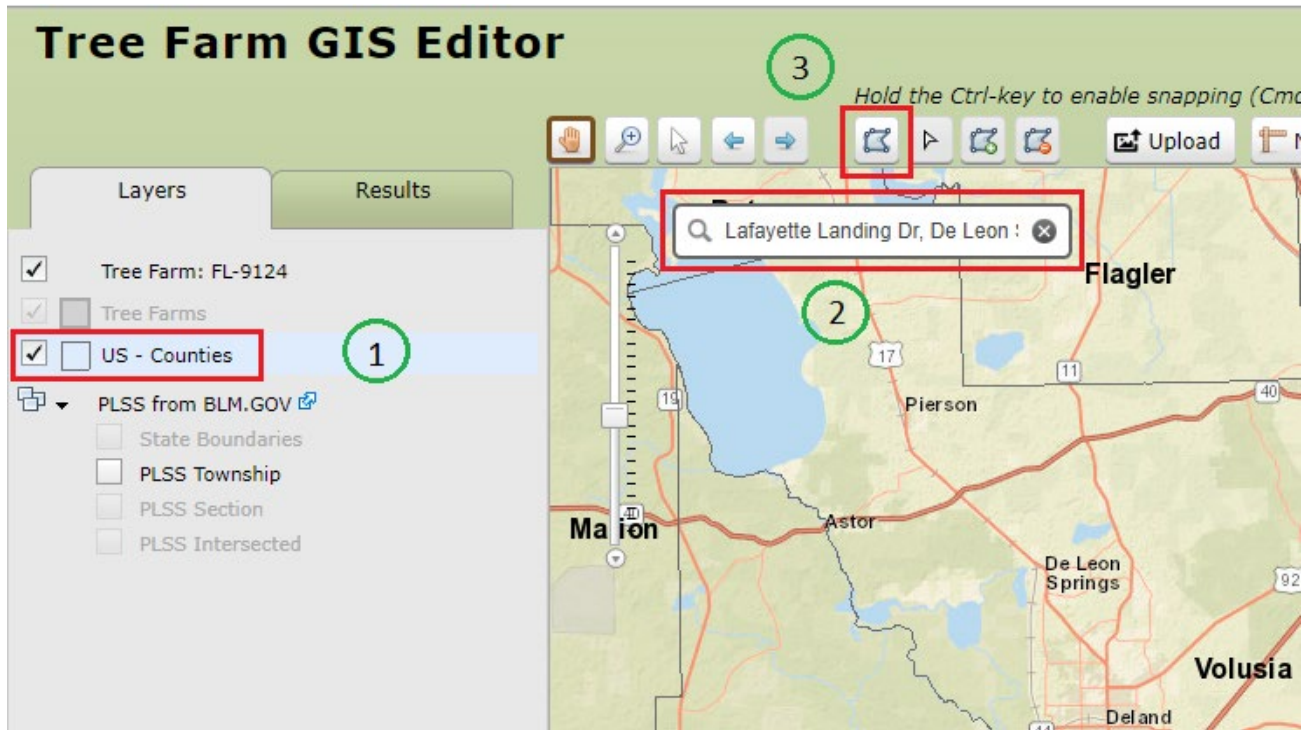 Tree Farm GIS Editor
3
Hold the Ctrl-key to enable snapping
Upload
Layers
Results
Lafayette Landing Dr, De Leon
Flagler
Tree Farm: FL-9124
Tree Farms
2
US - Counties
1
17
11
PLSS from BLM.GOV
19
40
Pierson
State Boundaries
PLSS Township
PLSS Section
Marion
Astor
PLSS Intersected
De Leon
Springs
92
Volusia
Deland
44